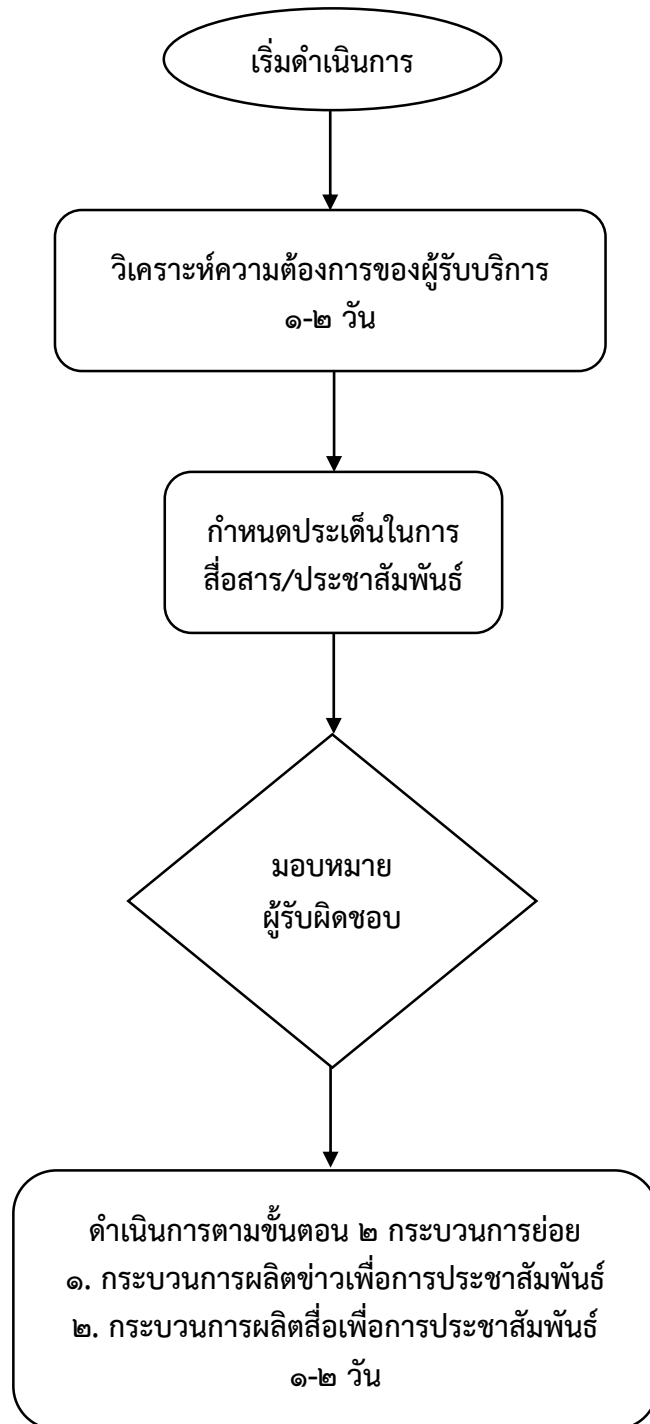 เริ่มดำเนินการ
วิเคราะห์ความต้องการของผู้รับบริการ
๑-๒ วัน
กำหนดประเด็นในการ
สื่อสาร/ประชาสัมพันธ์
มอบหมาย
ผู้รับผิดชอบ
ดำเนินการตามขั้นตอน ๒ กระบวนการย่อย
๑. กระบวนการผลิตข่าวเพื่อการประชาสัมพันธ์
๒. กระบวนการผลิตสื่อเพื่อการประชาสัมพันธ์
๑-๒ วัน